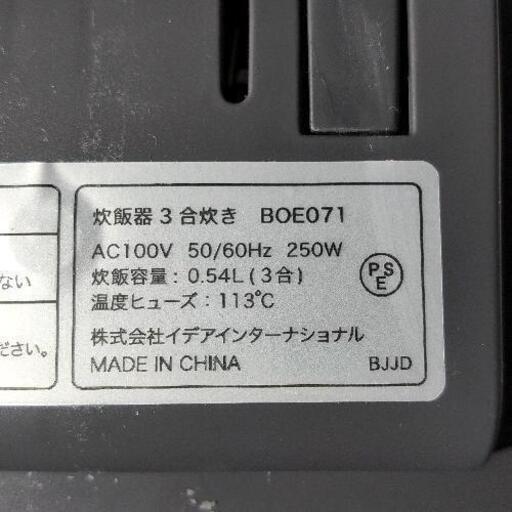 炊飯器 3 合炊き BOE071
AC100V 50/60Hz 250W
炊飯容量：0.54L (3合)
温度ヒューズ：113℃
株式会社イデアインターナショナル
MADE IN CHINA BJJD
PSE
ない
ださい。